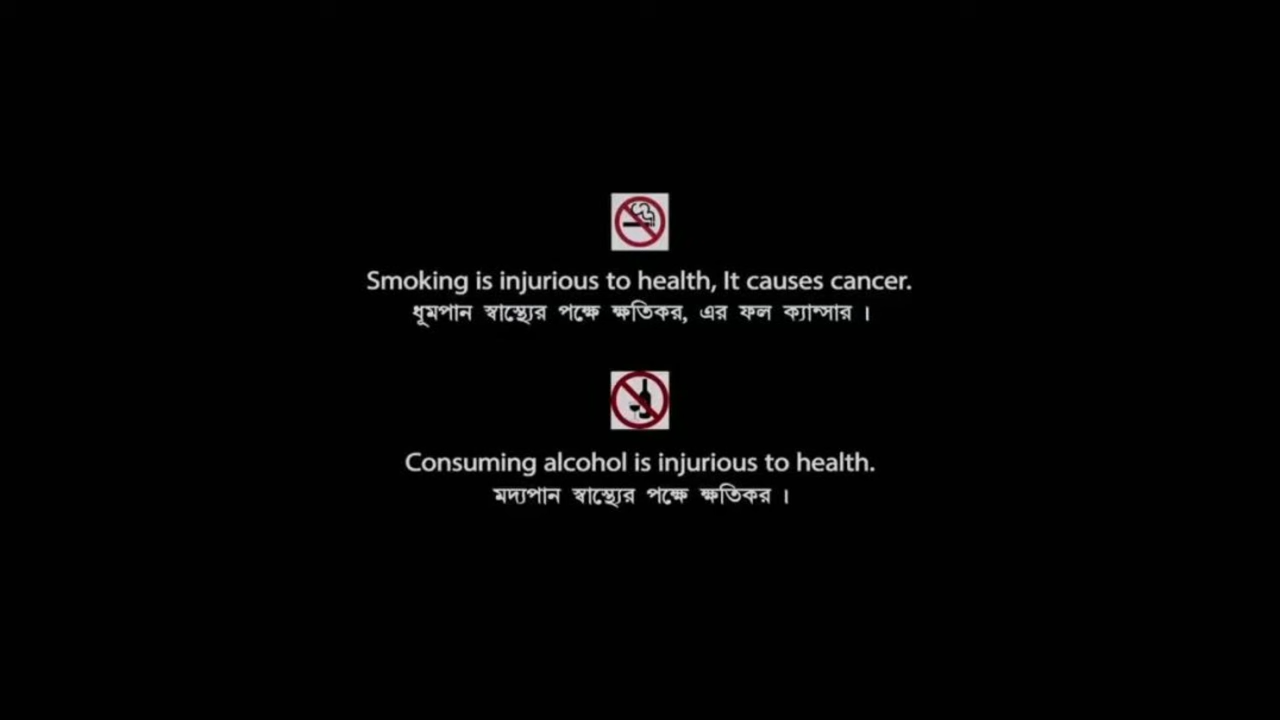 Smoking is injurious to health, It causes cancer.
ধূমপান স্বাস্থ্যের পক্ষে ক্ষতিকর, এর ফল ক্যান্সার ।
Consuming alcohol is injurious to health.
মদ্যপান স্বাস্থ্যের পক্ষে ক্ষতিকর ।